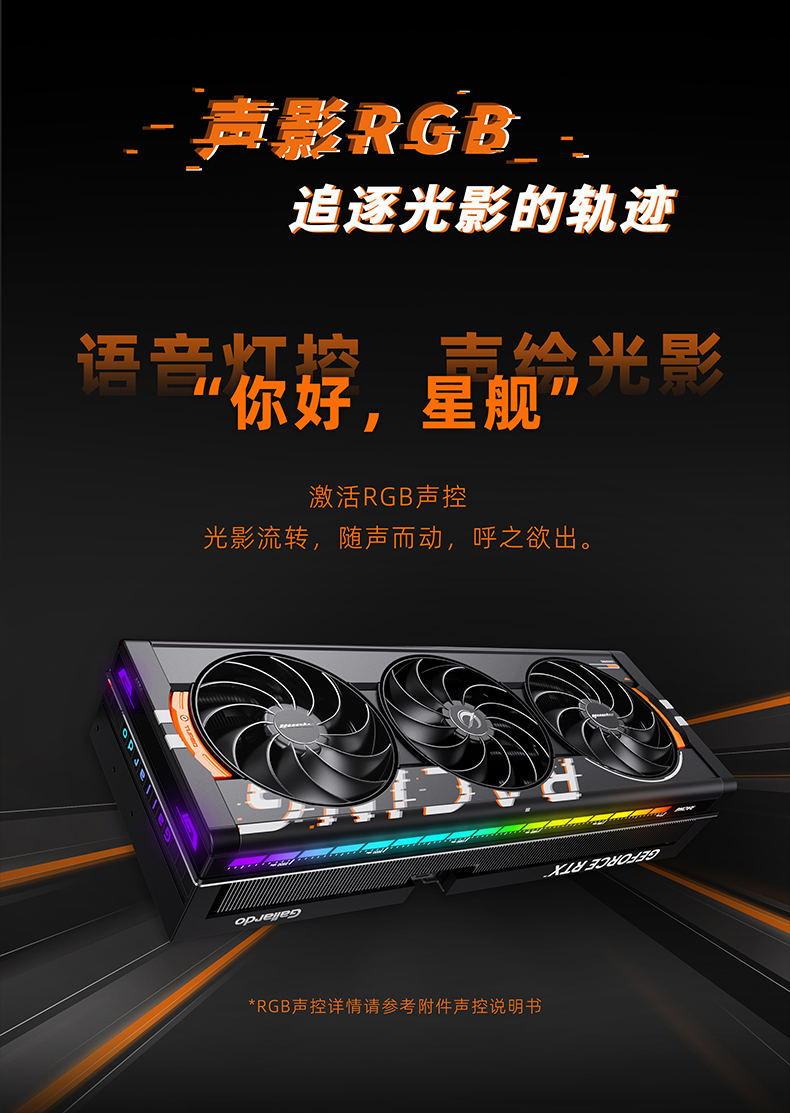 声影RGB
追逐光影的轨迹
语音灯控 声绘光影
“你好，星舰”
激活RGB声控
光影流转，随声而动，呼之欲出。
TURBO
RACING
Gallardo
GEFORCE RTX
Gallardo
*RGB声控详情请参考附件声控说明书